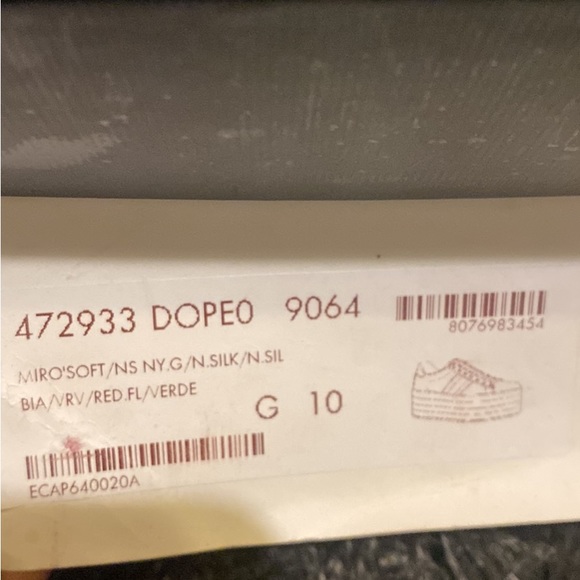 472933 DOPE0 9064
8076983454
MIRO'SOFT/NS NY.G/N.SILK/N.SIL
BIA/VRV/RED.FL/VERDE
G 10
ECAP640020A